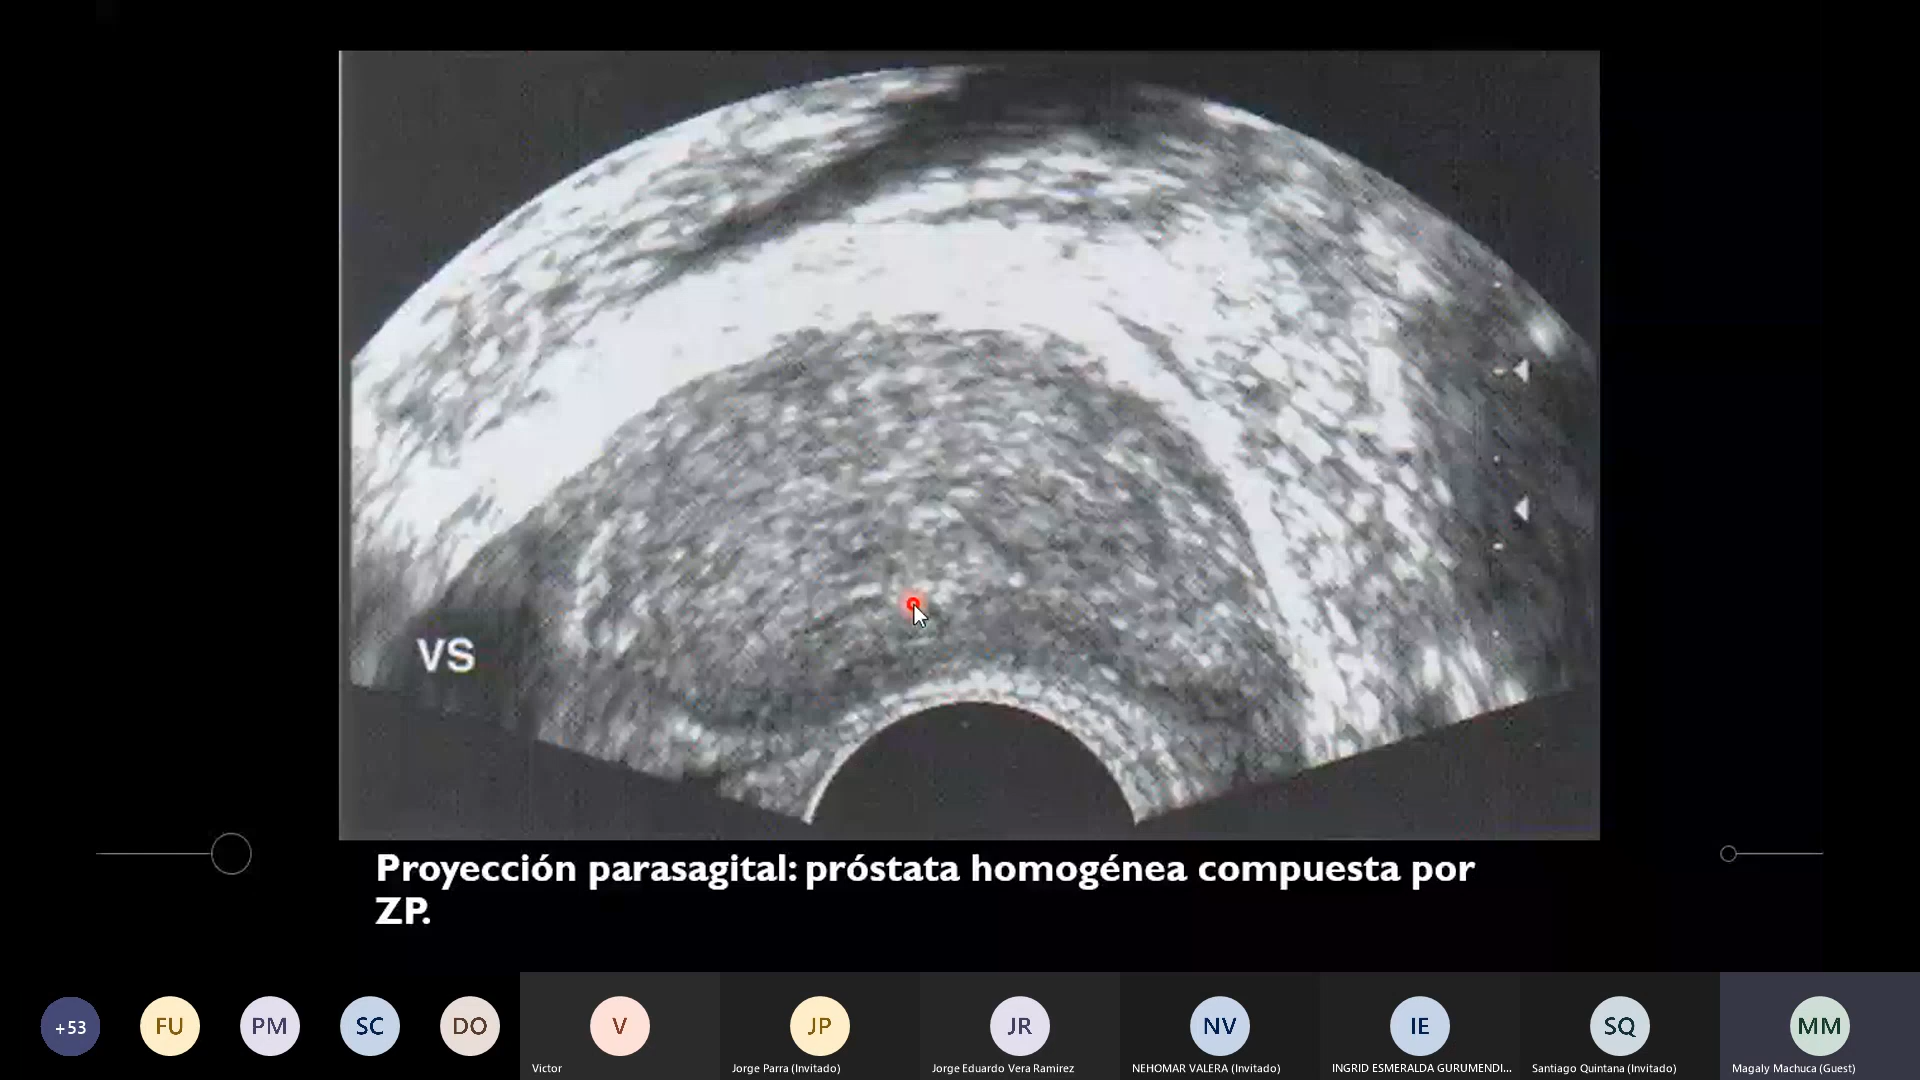 VS
Proyección parasagital: próstata homogénea compuesta por
ZP.
+53
FU
PM
SC
DO
V
JP
JR
NV
IE
SQ
MM
Victor
Jorge Parra (Invitado)
Jorge Eduardo Vera Ramirez
NEHOMAR VALERA (Invitado)
INGRID ESMERALDA GURUMENDI...
Santiago Quintana (Invitado)
Magaly Machuca (Guest)